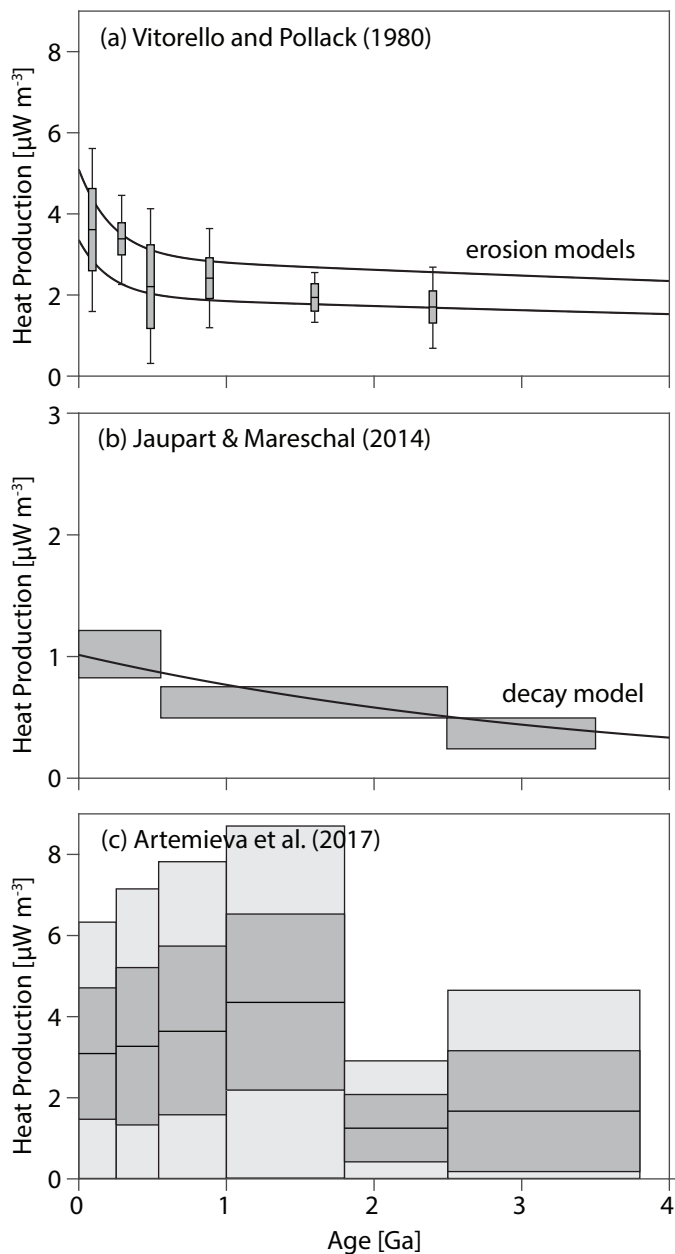 (a) Vitorello and Pollack (1980)
Heat Production [µW m-3]
8
6
4
2
0
erosion models
(b) Jaupart & Mareschal (2014)
Heat Production [µW m-3]
3
2
1
0
decay model
(c) Artemieva et al. (2017)
Heat Production [µW m-3]
8
6
4
2
0
0 1 2 3 4
Age [Ga]